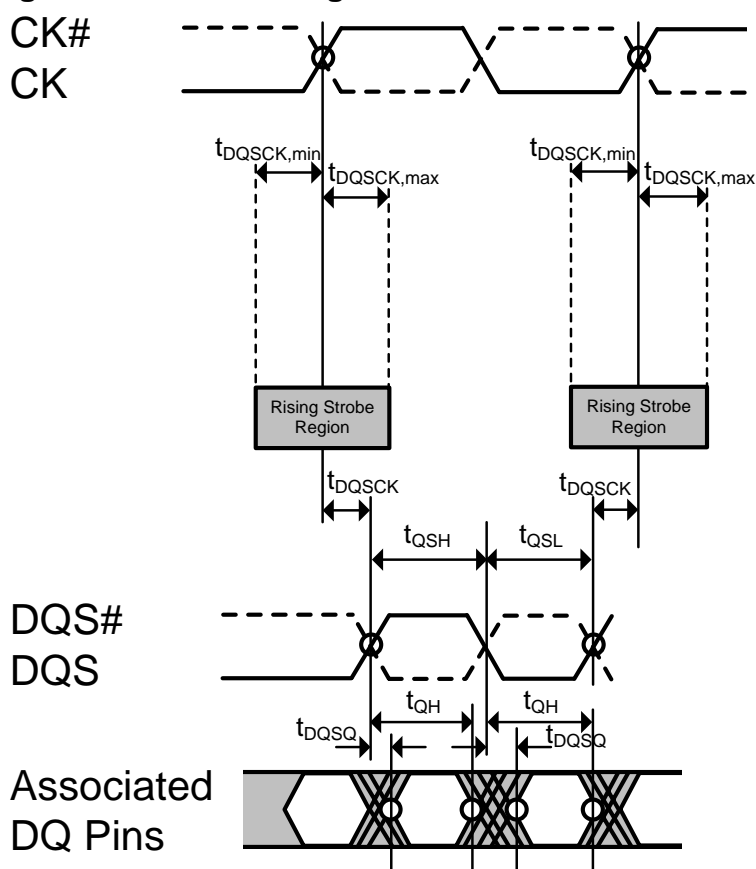 CK#
CK
tDQSCK,min
tDQSCK,max
tDQSCK,min
tDQSCK,max
Rising Strobe
Region
Rising Strobe
Region
tDQSCK
tDQSCK
tQSH
tQSL
DQS#
DQS
tQH
tQH
tDQSQ
tDQSQ
Associated
DQ Pins